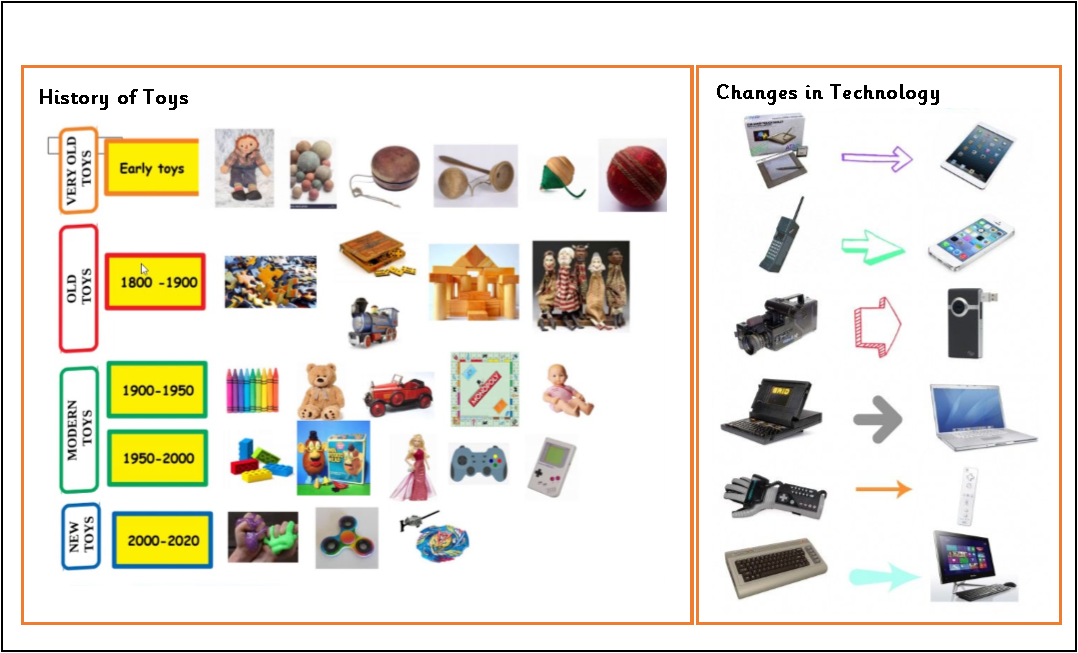 History of Toys
Changes in Technology
VERY OLD
TOYS
Early toys
OLD
TOYS
1800 -1900
MODERN
TOYS
1900-1950
MONOPOLY
1950-2000
NEW
TOYS
2000-2020